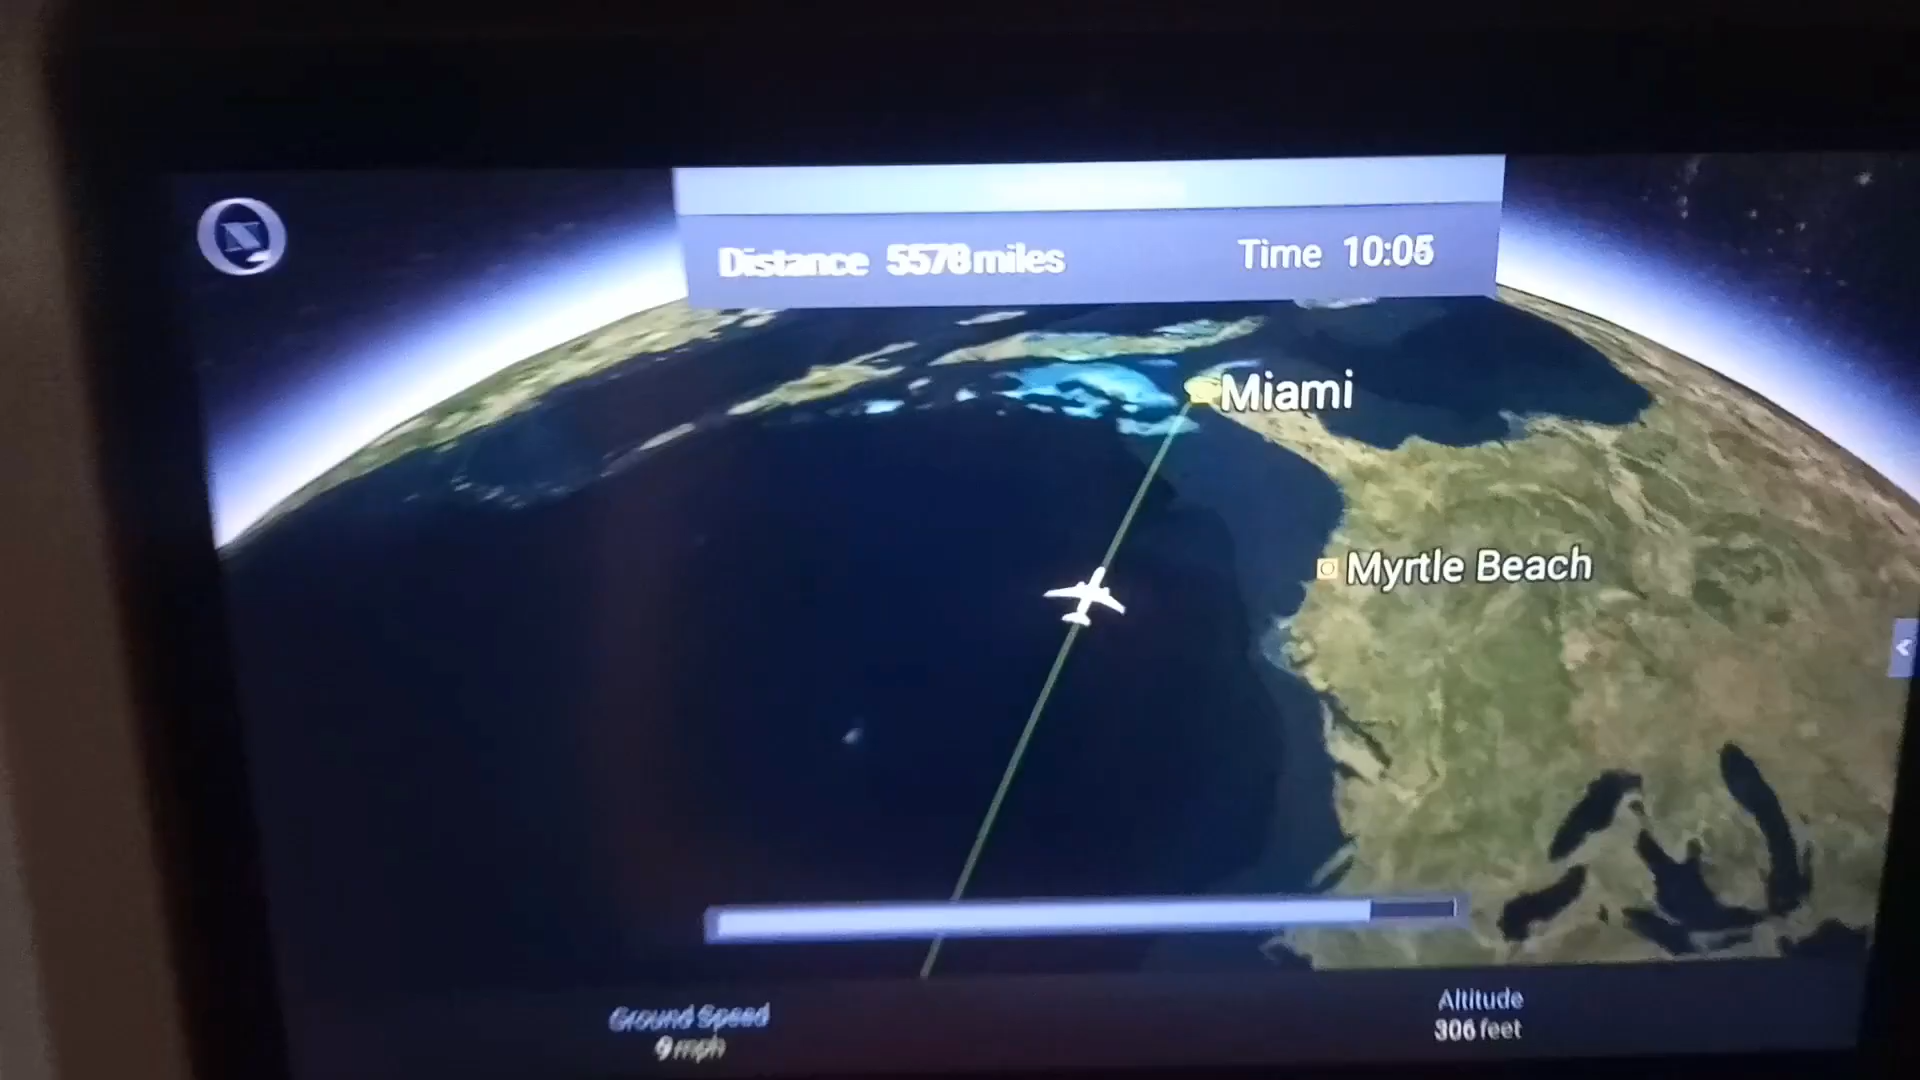 Distance 5578 miles
Time 10:05
Miami
Myrtle Beach
Ground Speed
9 mph
Altitude
306 feet